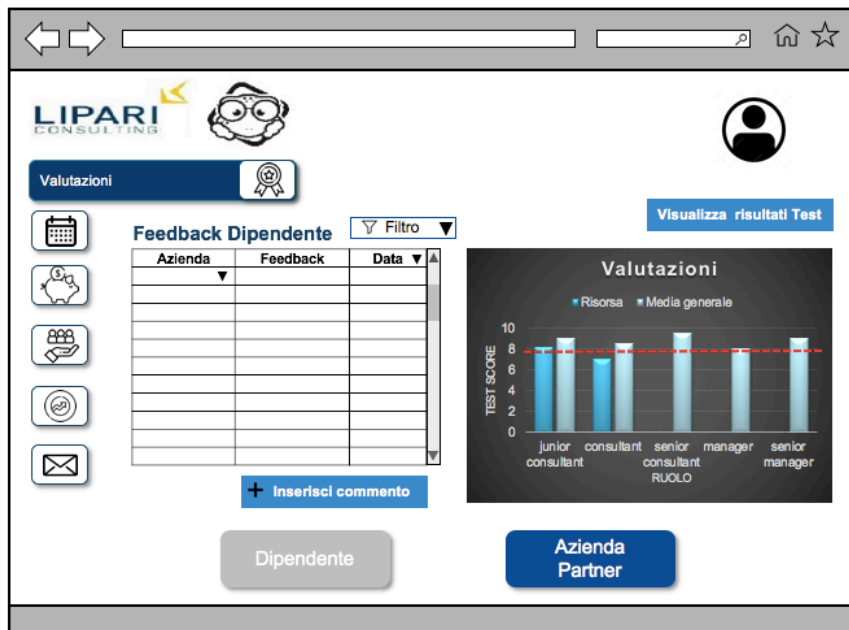 LIPARI
CONSULTING
Valutazioni
Visualizza risultati Test
Feedback Dipendente
Filtro
Azienda Feedback Data
Valutazioni
Risorsa Media generale
10
8
6
4
2
0
TEST SCORE
junior consultant
consultant
senior consultant
manager
senior manager
RUOLO
+ Inserisci commento
Dipendente
Azienda
Partner